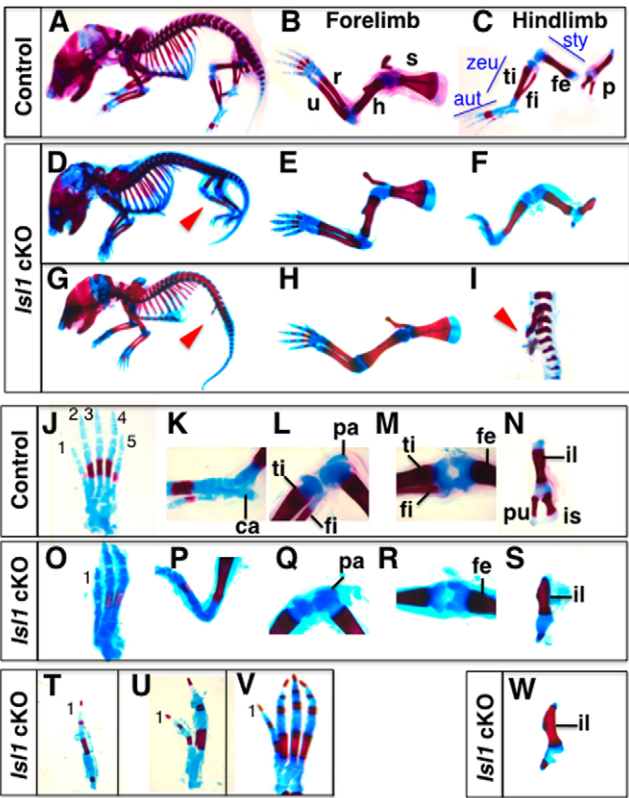 A
B Forelimb
C Hindlimb
Control
r
u
h
s
sty
zeu
aut
ti
fi
fe
p
D
E
F
Isl1 cKO
G
H
I
Control
J
1
2
3
4
5
K
ca
L
pa
ti
fi
M
ti
fe
fi
N
il
pu
is
Isl1 cKO
O
1
P
Q
pa
R
fe
S
il
Isl1 cKO
T
1
U
1
V
1
Isl1 cKO
W
il